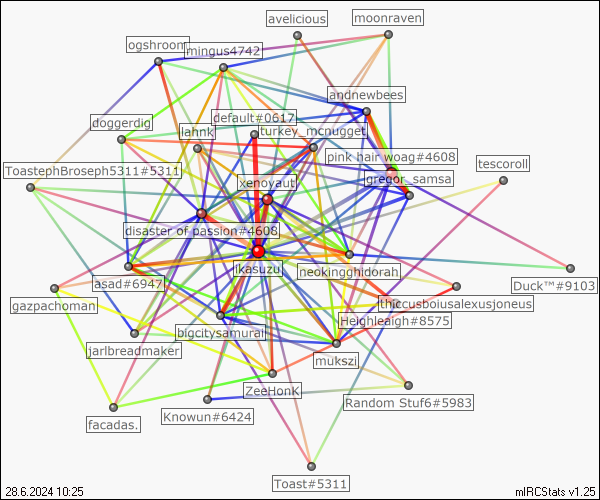 avelicious
moonraven
ogshroom
mingus4742
andnewbees
default#0617
doggerdig
lahnk
turkey_mcnugget
pink hair woag#4608
tescoroll
ToastephBroseph5311#5311
xenoyaut
gregor_samsa
disaster of passion#4608
ikasuzu
neokingghidorah
asad#6947
Duck™#9103
gazpachoman
thiccustpousalexusjoneus
Heighleigh#8575
bigcitysamurai
jarlbreadmaker
mukszi
ZeeHonK
Random Stuf6#5983
Knowun#6424
facadas.
Toast#5311
28.6.2024 10:25
mIRCStats v1.25